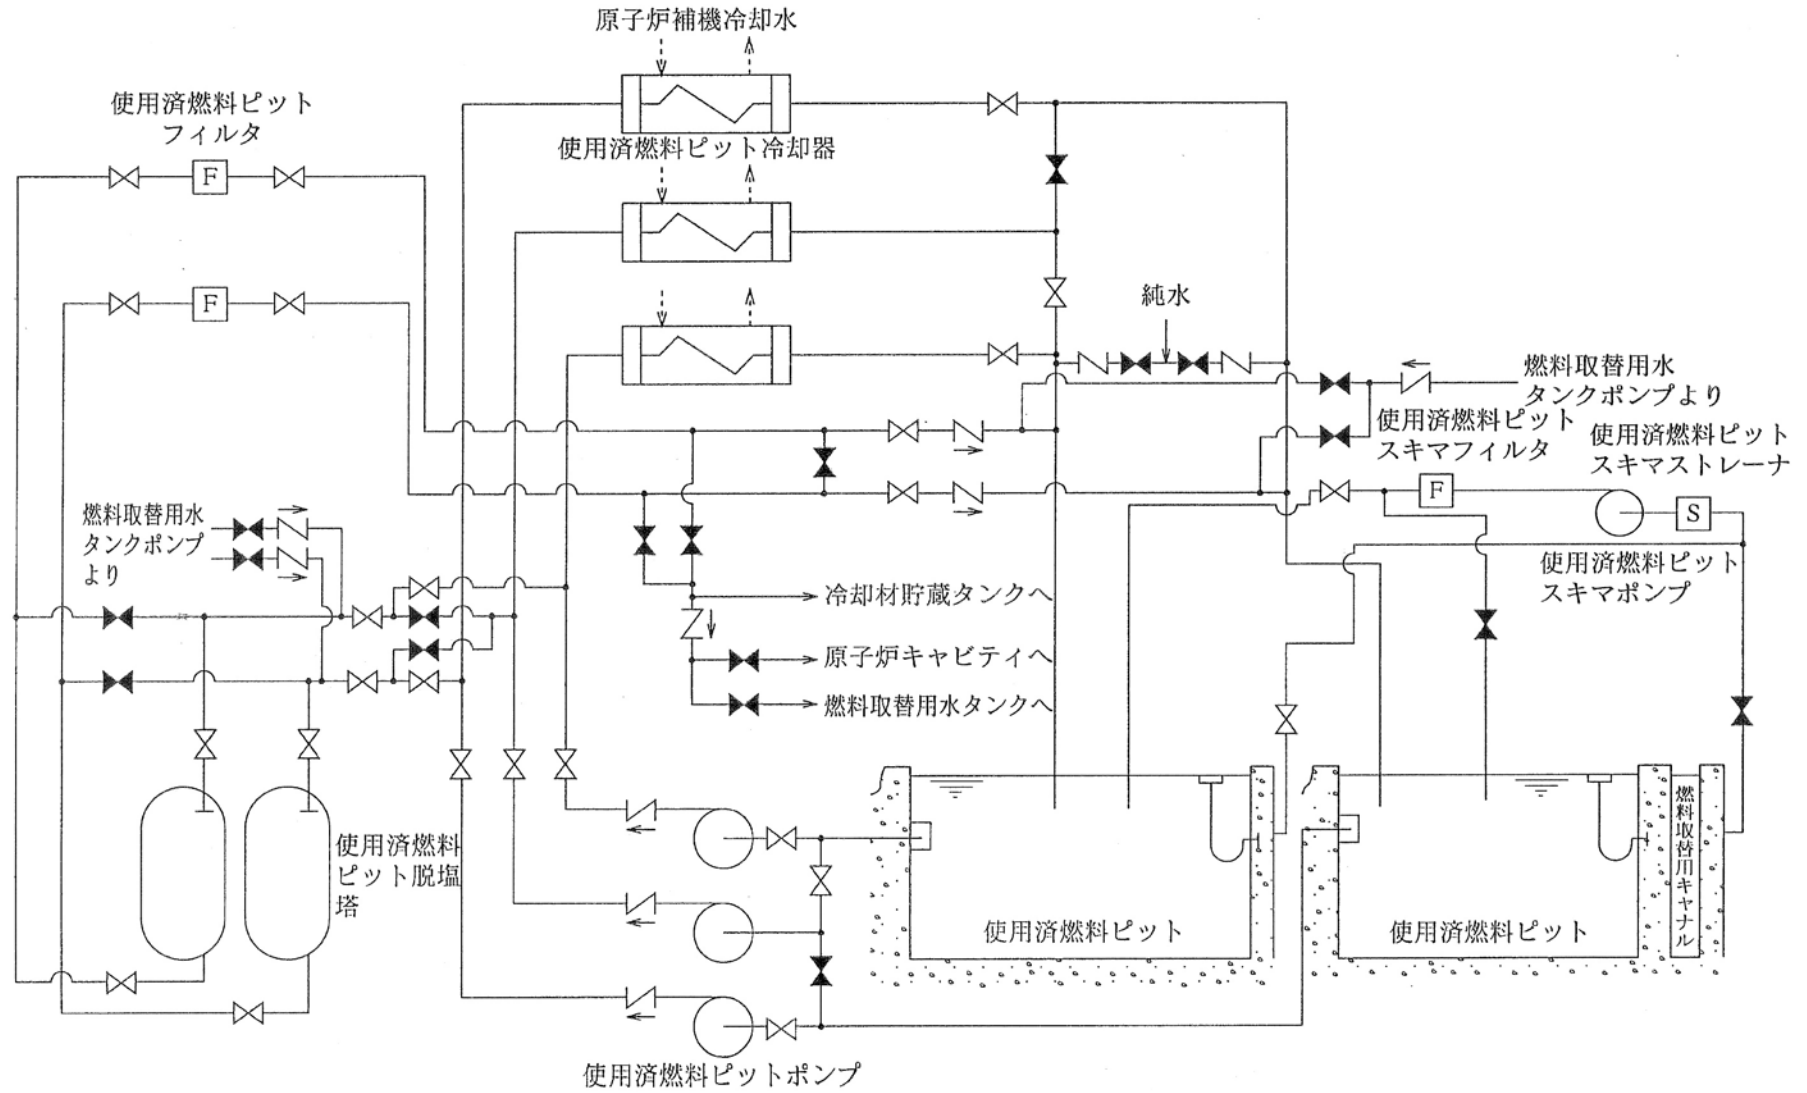 原子炉補機冷却水
使用済燃料ピット
フィルタ
F
使用済燃料ピット冷却器
F
純水
燃料取替用水
タンクポンプより
使用済燃料ピット
スキマフィルタ
使用済燃料ピット
スキマストレーナ
F
S
燃料取替用水
タンクポンプ
より
使用済燃料ピット
スキマポンプ
冷却材貯蔵タンクへ
原子炉キャビティへ
燃料取替用水タンクへ
使用済燃料
ピット脱塩
塔
使用済燃料ピット
使用済燃料ピット
燃料取替用キャナル
使用済燃料ピットポンプ